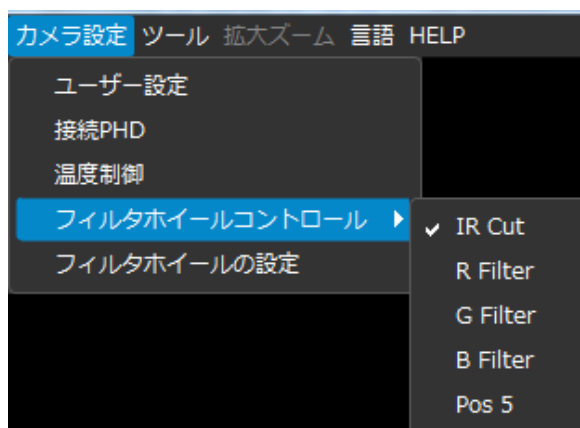 カメラ設定 ツール 拡大ズーム 言語 HELP
ユーザー設定
接続PHD
温度制御
フィルタホイールコントロール
フィルタホイールの設定
IR Cut
R Filter
G Filter
B Filter
Pos 5